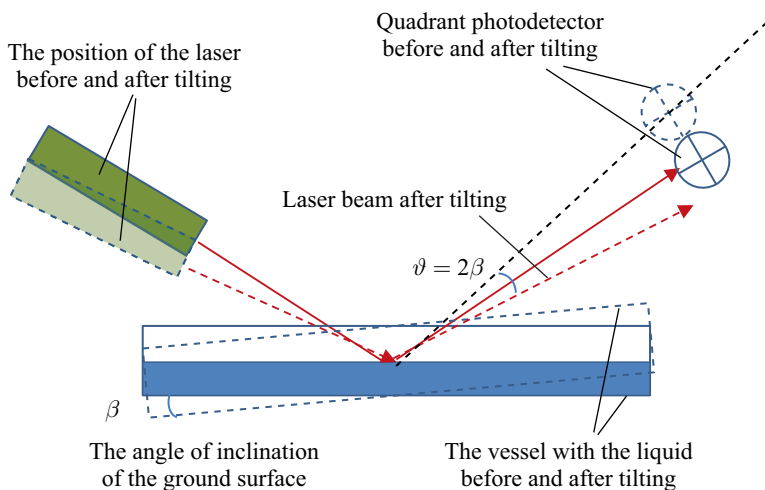 Quadrant photodetector
before and after tilting
The position of the laser
before and after tilting
Laser beam after tilting
ϑ = 2β
β
The angle of inclination
of the ground surface
The vessel with the liquid
before and after tilting